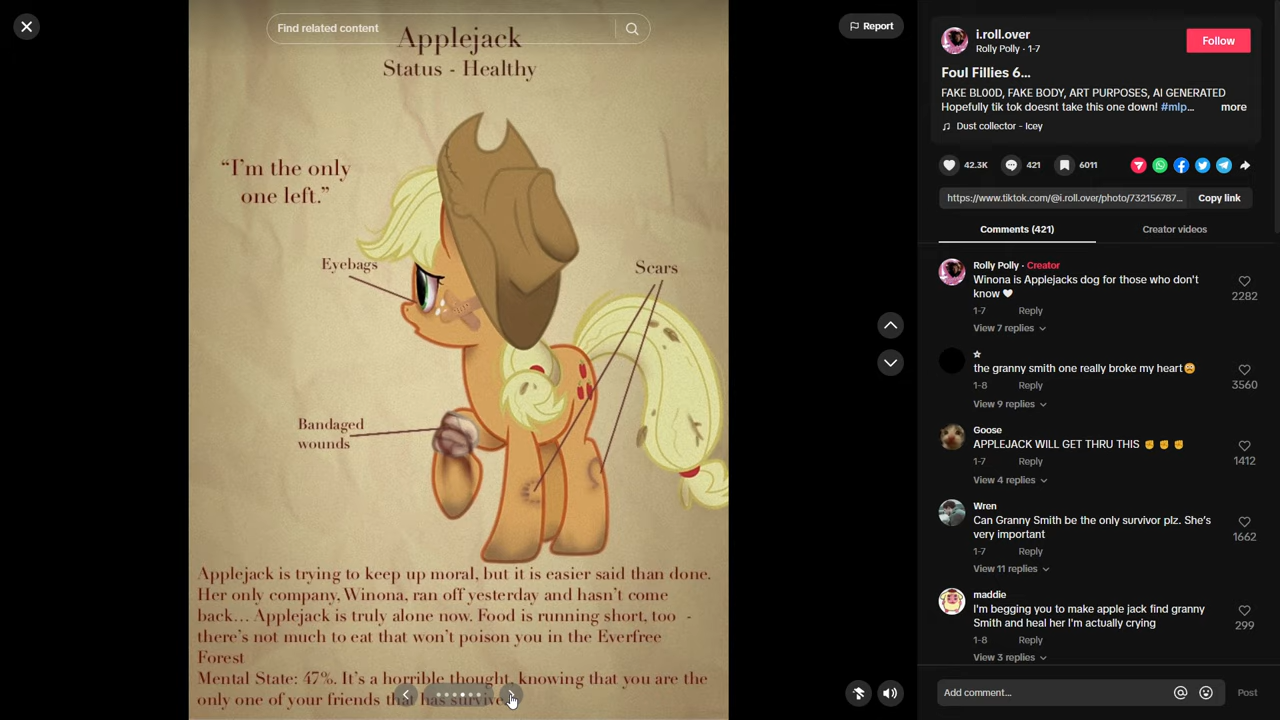 Find related content
Report
Applejack
Status - Healthy
“I'm the only
one left.”
Eyebags
Scars
Bandaged
wounds
Applejack is trying to keep up moral, but it is easier said than done.
Her only company, Winona, ran off yesterday and hasn't come
back... Applejack is truly alone now. Food is running short, too -
there's not much to eat that won't poison you in the Everfree
Forest
Mental State: 47%. It's a horrible thought, knowing that you are the
only one of your friends that has survived
i.roll.over
Rolly Polly · 1-7
Follow
Foul Fillies 6...
FAKE BL00D, FAKE BODY, ART PURPOSES, AI GENERATED
Hopefully tik tok doesnt take this one down! #mlp... more
Dust collector - Icey
42.3K 421 6011
https://www.tiktok.com/@i.roll.over/photo/732156787... Copy link
Comments (421) Creator videos
Rolly Polly · Creator
Winona is Applejacks dog for those who don't
know 🤍
2282
1-7 Reply
View 7 replies
☆
the granny smith one really broke my heart😩
3560
1-8 Reply
View 9 replies
Goose
APPLEJACK WILL GET THRU THIS ✊ ✊ ✊
1412
1-7 Reply
View 4 replies
Wren
Can Granny Smith be the only survivor plz. She's
very important
1662
1-7 Reply
View 11 replies
maddie
I'm begging you to make apple jack find granny
Smith and heal her I'm actually crying
299
1-8 Reply
View 3 replies
Add comment... Post